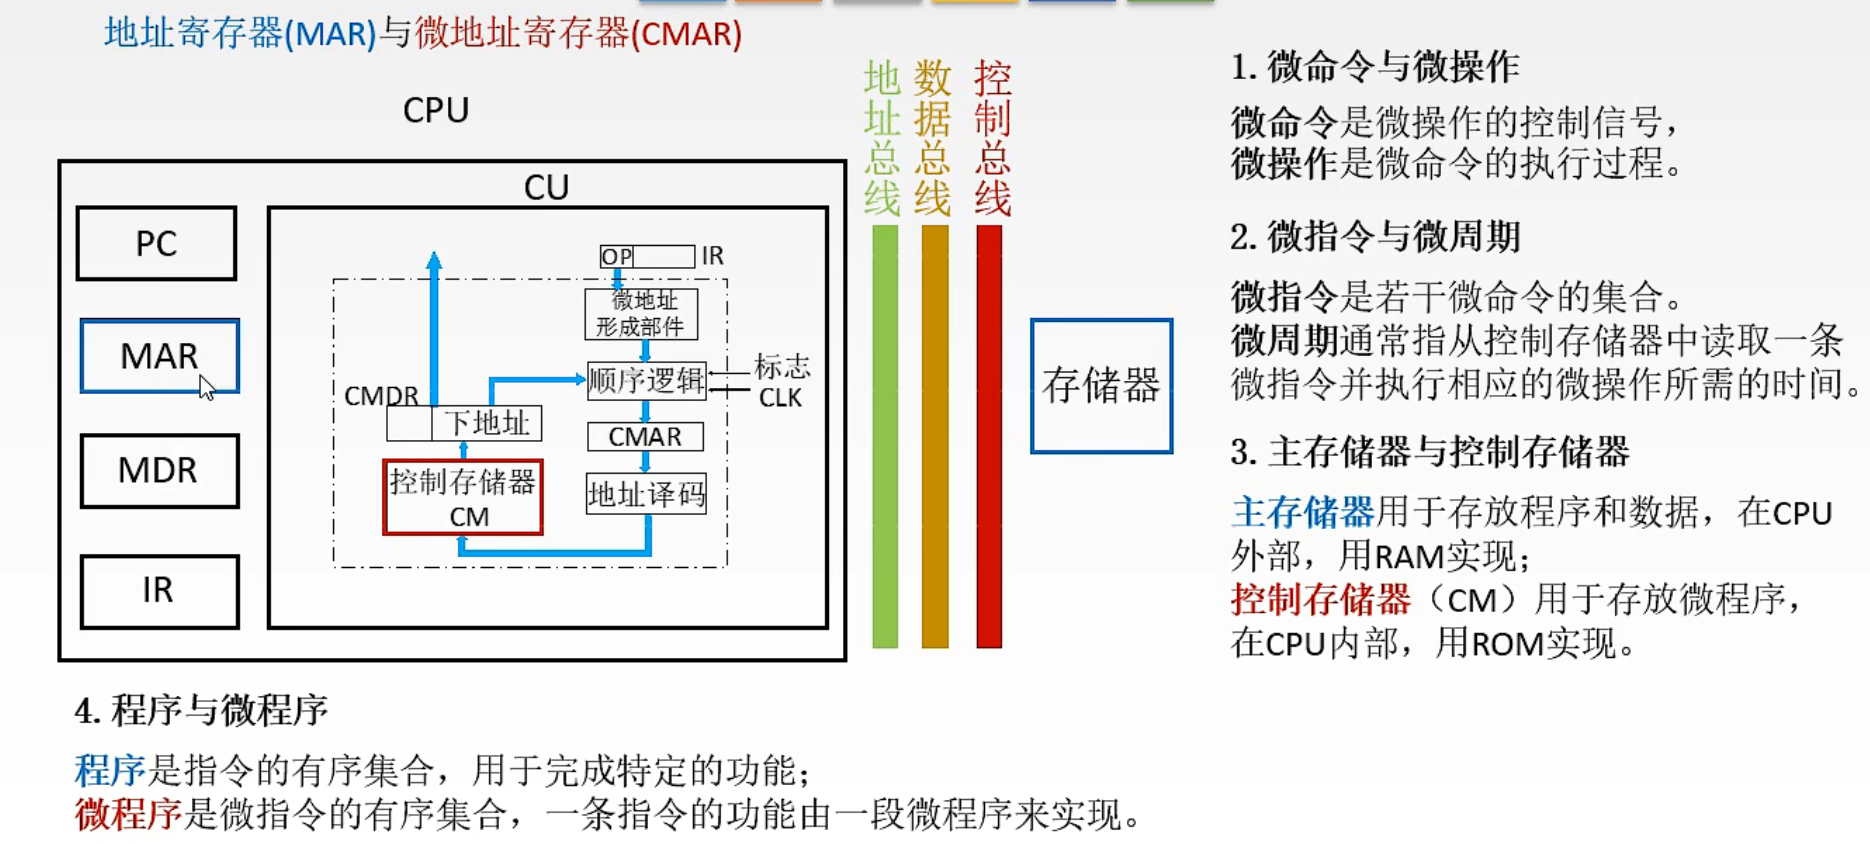 地址寄存器(MAR)与微地址寄存器(CMAR)
CPU
CU
PC
MAR
MDR
IR
OP
IR
微地址
形成部件
顺序逻辑
标志
CLK
CMDR
下地址
CMAR
控制存储器
CM
地址译码
地址总线
数据总线
控制总线
存储器
1. 微命令与微操作
微命令是微操作的控制信号，
微操作是微命令的执行过程。
2. 微指令与微周期
微指令是若干微命令的集合。
微周期通常指从控制存储器中读取一条
微指令并执行相应的微操作所需的时间。
3. 主存储器与控制存储器
主存储器用于存放程序和数据，在CPU
外部，用RAM实现；
控制存储器（CM）用于存放微程序，
在CPU内部，用ROM实现。
4. 程序与微程序
程序是指令的有序集合，用于完成特定的功能；
微程序是微指令的有序集合，一条指令的功能由一段微程序来实现。